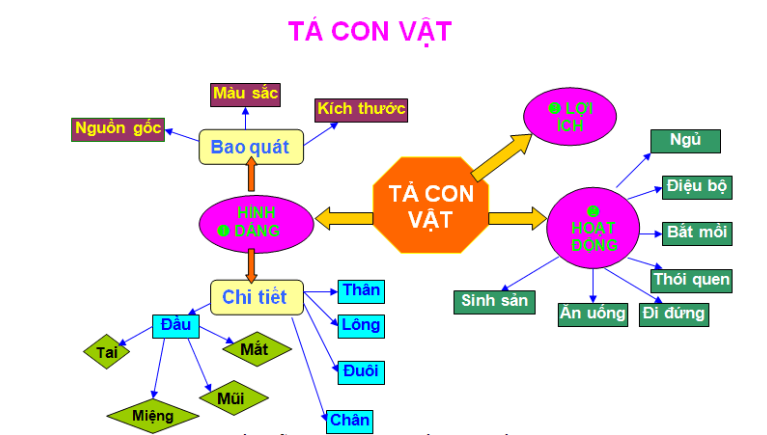 TẢ CON VẬT
Màu sắc
Nguồn gốc
Kích thước
Bao quát
LỢI
ÍCH
Ngủ
TẢ CON
VẬT
Điệu bộ
HÌNH
DÁNG
HOẠT
ĐỘNG
Bắt mồi
Thói quen
Chi tiết
Thân
Sinh sản
Ăn uống
Đi đứng
Đầu
Lông
Tai
Mắt
Đuôi
Mũi
Miệng
Chân